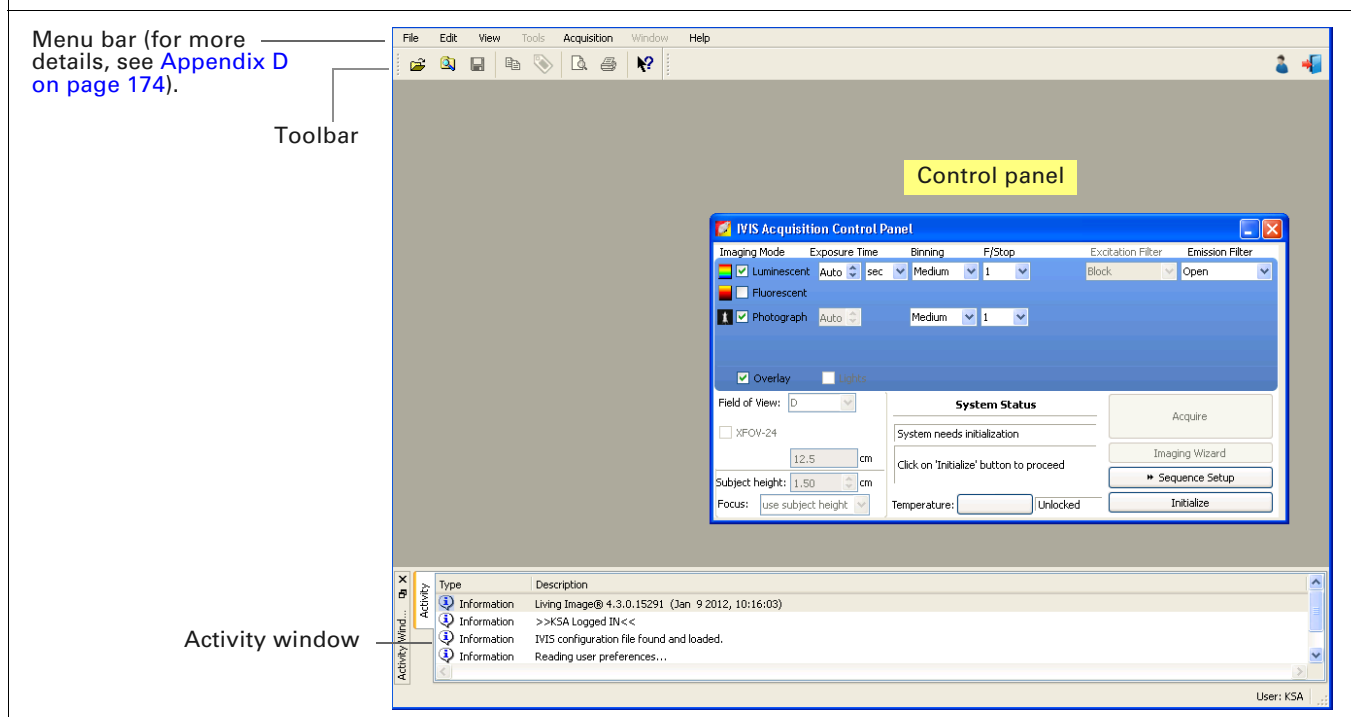 Menu bar (for more
details, see Appendix D
on page 174).
Toolbar
File Edit View Tools Acquisition Window Help
Control panel
IVIS Acquisition Control Panel
Imaging Mode Exposure Time Binning F/Stop Excitation Filter Emission Filter
Luminescent Auto sec Medium 1 Block Open
Fluorescent
Photograph Auto Medium 1
Overlay Lights
Field of View: D
XFOV-24
12.5 cm
Subject height: 1.50 cm
Focus: use subject height
System Status
System needs initialization
Click on 'Initialize' button to proceed
Temperature: Unlocked
Acquire
Imaging Wizard
Sequence Setup
Initialize
Activity window
Activity Wind...
Activity
Type Description
Information Living Image® 4.3.0.15291 (Jan 9 2012, 10:16:03)
Information >>KSA Logged IN<<
Information IVIS configuration file found and loaded.
Information Reading user preferences...
User: KSA